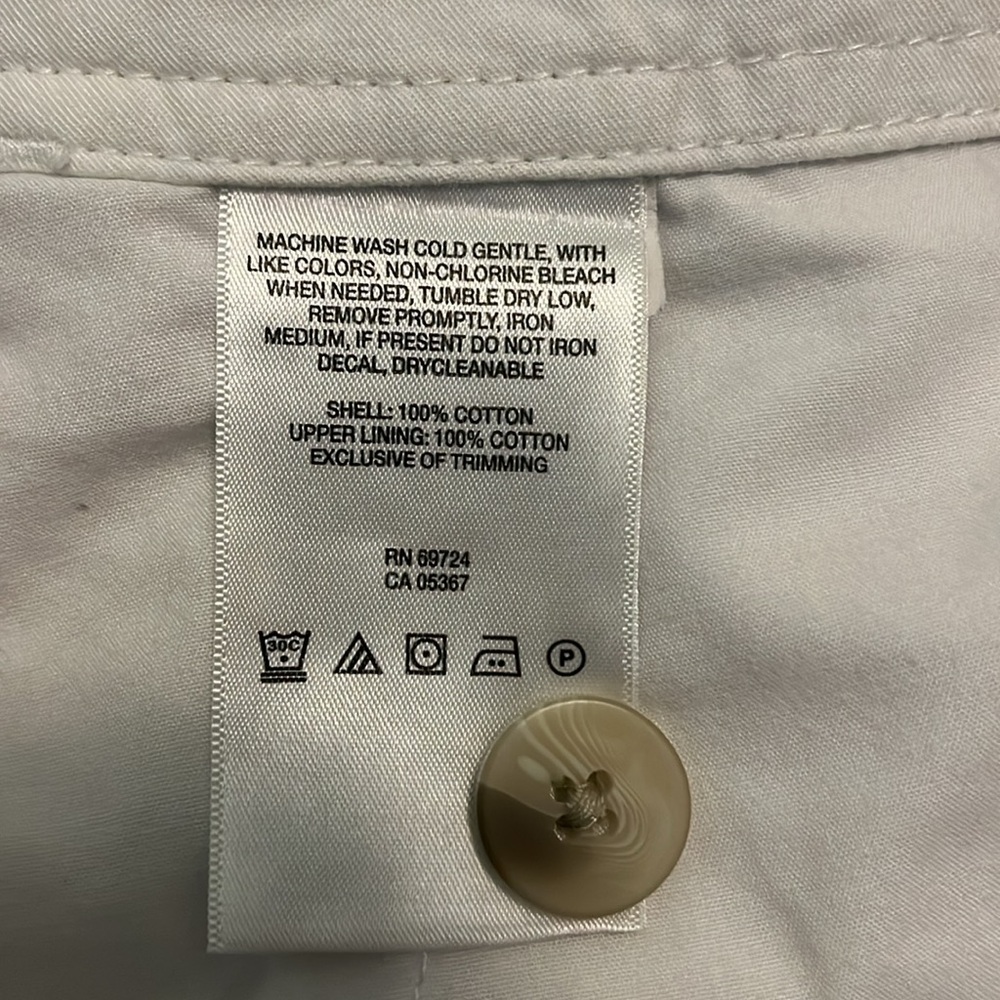 MACHINE WASH COLD GENTLE, WITH
LIKE COLORS, NON-CHLORINE BLEACH
WHEN NEEDED, TUMBLE DRY LOW,
REMOVE PROMPTLY, IRON
MEDIUM, IF PRESENT DO NOT IRON
DECAL, DRYCLEANABLE
SHELL: 100% COTTON
UPPER LINING: 100% COTTON
EXCLUSIVE OF TRIMMING
RN 69724
CA 05367
30C P